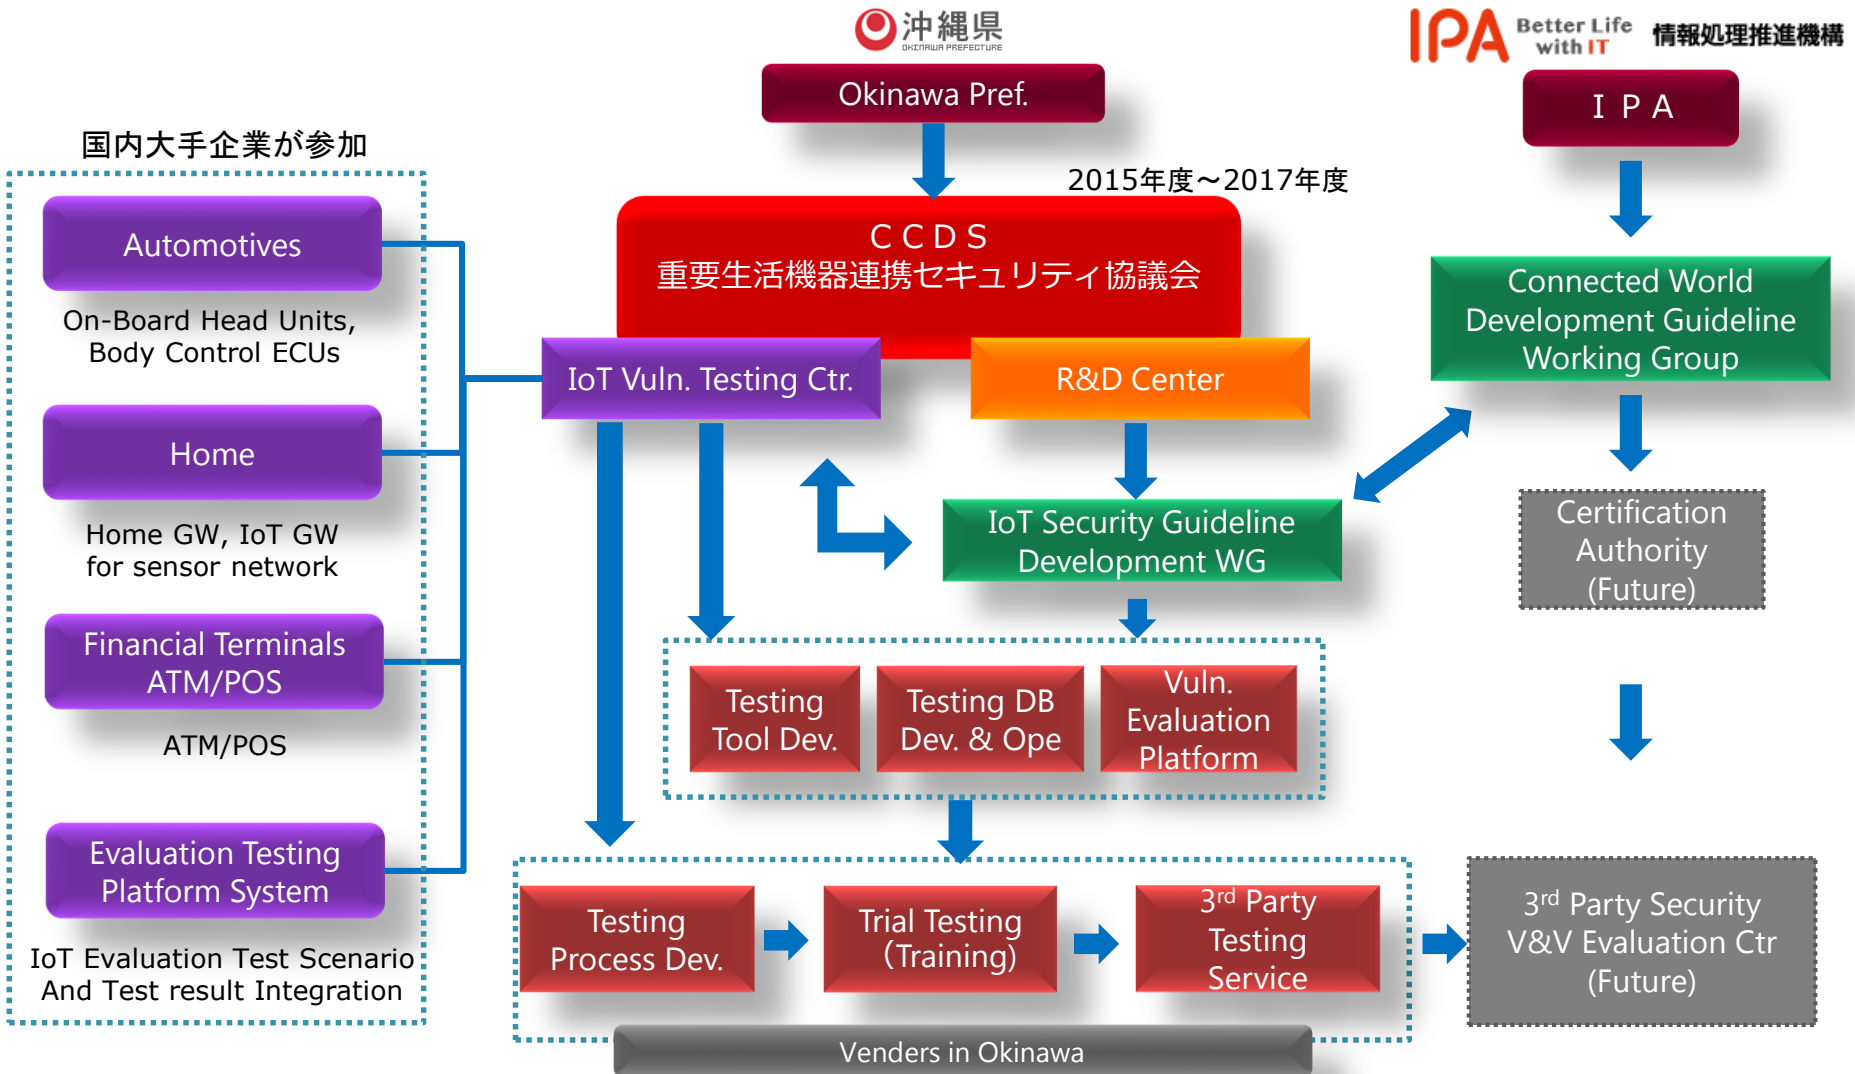 沖縄県
OKINAWA PREFECTURE
IPA
Better Life
with IT
情報処理推進機構
Okinawa Pref.
ＩＰＡ
国内大手企業が参加
2015年度～2017年度
Automotives
On-Board Head Units,
Body Control ECUs
Home
Home GW, IoT GW
for sensor network
Financial Terminals
ATM/POS
ATM/POS
Evaluation Testing
Platform System
IoT Evaluation Test Scenario
And Test result Integration
ＣＣＤＳ
重要生活機器連携セキュリティ協議会
IoT Vuln. Testing Ctr.
R&D Center
Connected World
Development Guideline
Working Group
IoT Security Guideline
Development WG
Certification
Authority
(Future)
Testing
Tool Dev.
Testing DB
Dev. & Ope
Vuln.
Evaluation
Platform
Testing
Process Dev.
Trial Testing
（Training)
3rd Party
Testing
Service
3rd Party Security
V&V Evaluation Ctr
(Future)
Venders in Okinawa